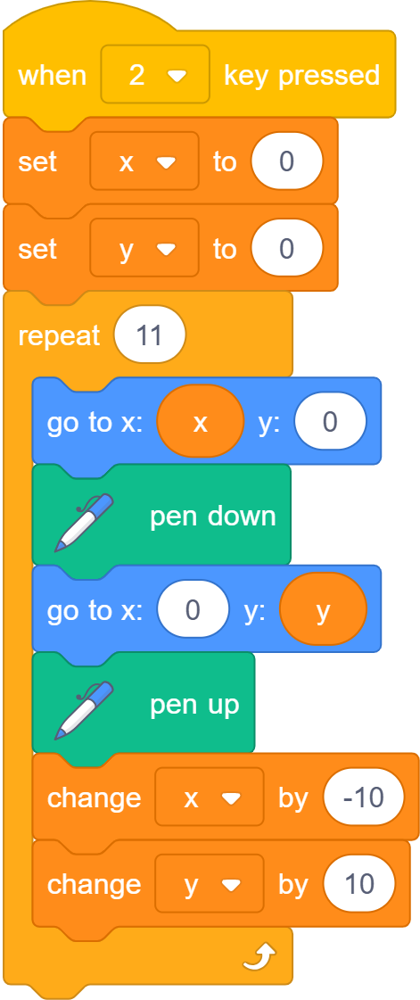 when 2 key pressed
set x to 0
set y to 0
repeat 11
go to x: x y: 0
pen down
go to x: 0 y: y
pen up
change x by -10
change y by 10